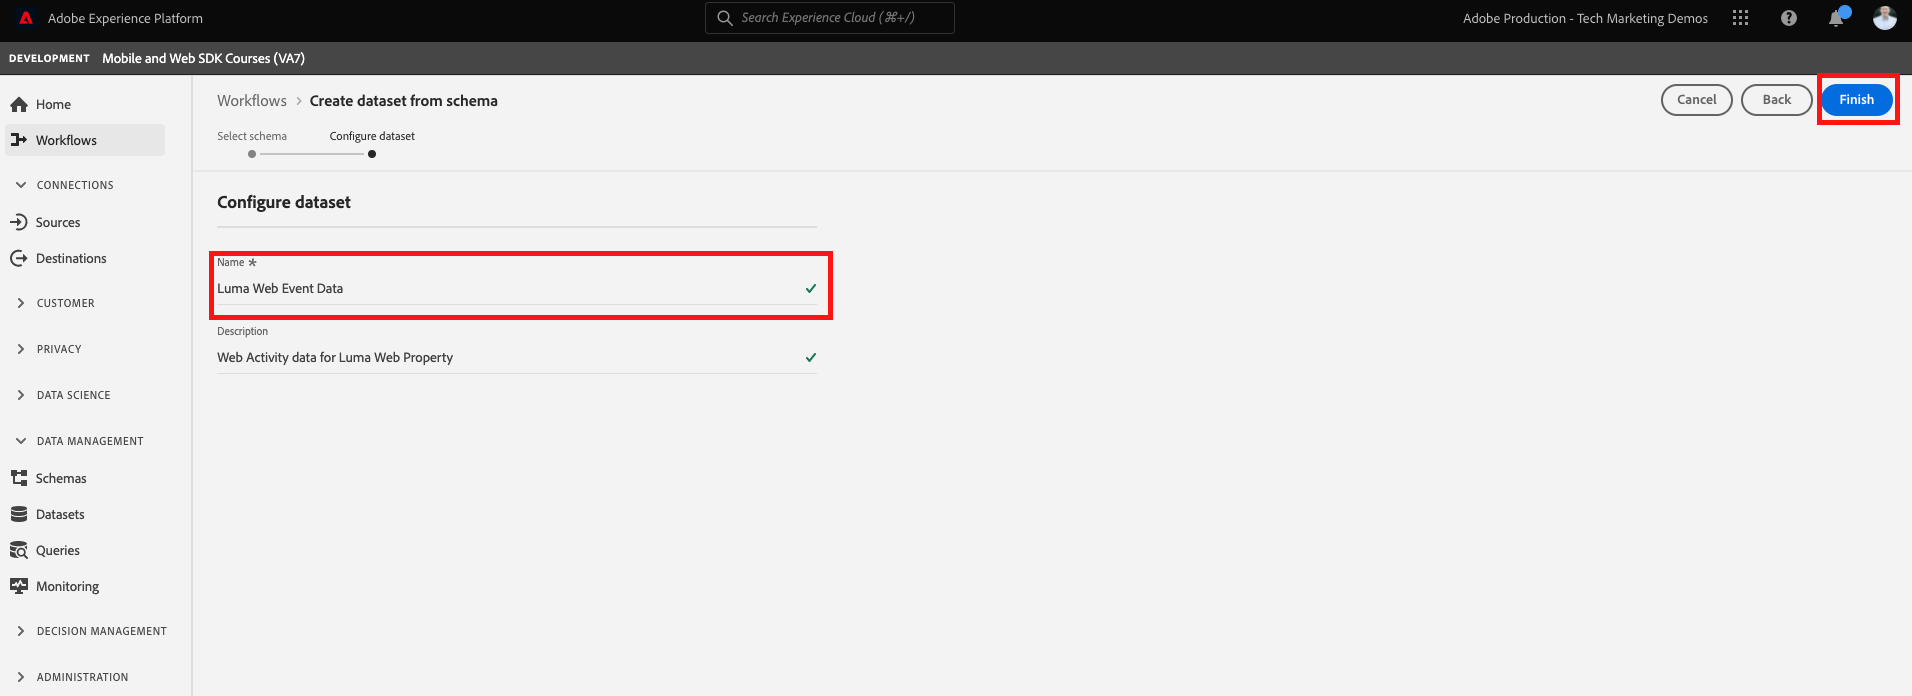 Adobe Experience Platform
Search Experience Cloud (⌘+/)
Adobe Production - Tech Marketing Demos
DEVELOPMENT Mobile and Web SDK Courses (VA7)
Home
Workflows
CONNECTIONS
Sources
Destinations
CUSTOMER
PRIVACY
DATA SCIENCE
DATA MANAGEMENT
Schemas
Datasets
Queries
Monitoring
DECISION MANAGEMENT
ADMINISTRATION
Workflows > Create dataset from schema
Cancel
Back
Finish
Select schema
Configure dataset
Configure dataset
Name *
Luma Web Event Data
Description
Web Activity data for Luma Web Property